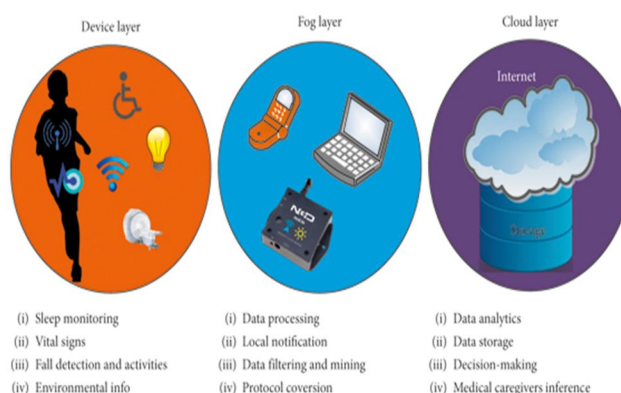 Device layer
Fog layer
Cloud layer
Internet
Storage
(i) Sleep monitoring
(ii) Vital signs
(iii) Fall detection and activities
(iv) Environmental info
(i) Data processing
(ii) Local notification
(iii) Data filtering and mining
(iv) Protocol coversion
(i) Data analytics
(ii) Data storage
(iii) Decision-making
(iv) Medical caregivers inference